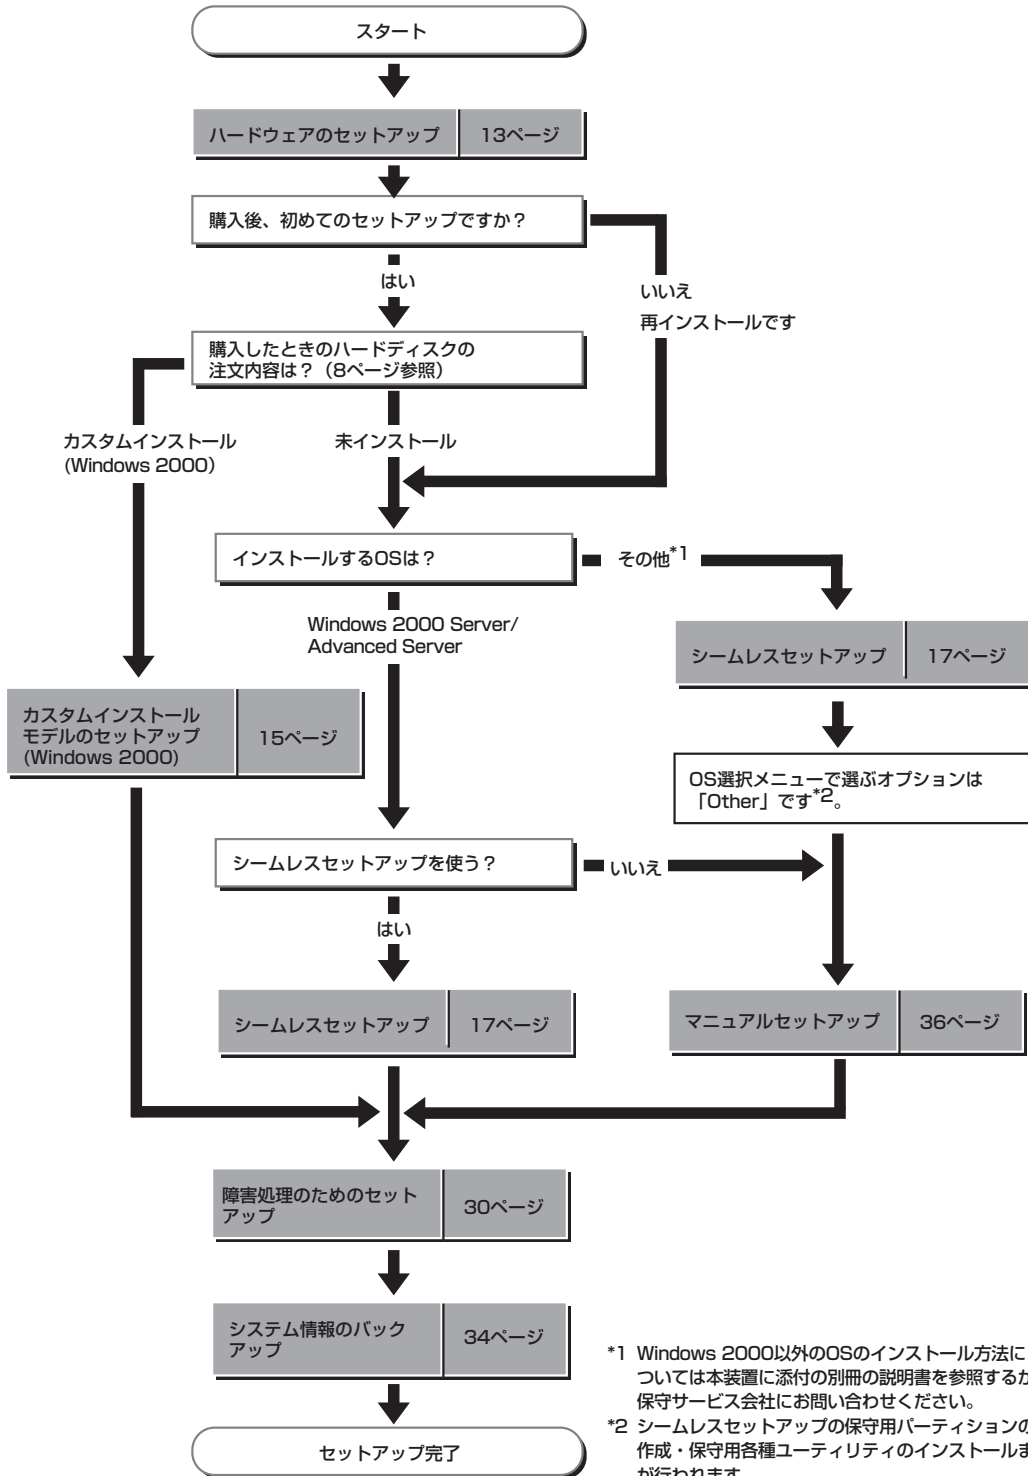 スタート
ハードウェアのセットアップ 13ページ
購入後、初めてのセットアップですか？
はい
いいえ
再インストールです
購入したときのハードディスクの
注文内容は？（8ページ参照）
カスタムインストール
(Windows 2000)
未インストール
インストールするOSは？
その他*1
Windows 2000 Server/
Advanced Server
シームレスセットアップ 17ページ
カスタムインストール
モデルのセットアップ
(Windows 2000)
15ページ
OS選択メニューで選ぶオプションは
「Other」です*2。
シームレスセットアップを使う？
いいえ
はい
シームレスセットアップ 17ページ
マニュアルセットアップ 36ページ
障害処理のためのセット
アップ
30ページ
システム情報のバック
アップ
34ページ
セットアップ完了
*1 Windows 2000以外のOSのインストール方法に
ついては本装置に添付の別冊の説明書を参照するか
保守サービス会社にお問い合わせください。
*2 シームレスセットアップの保守用パーティションの
作成・保守用各種ユーティリティのインストールま
が行われます